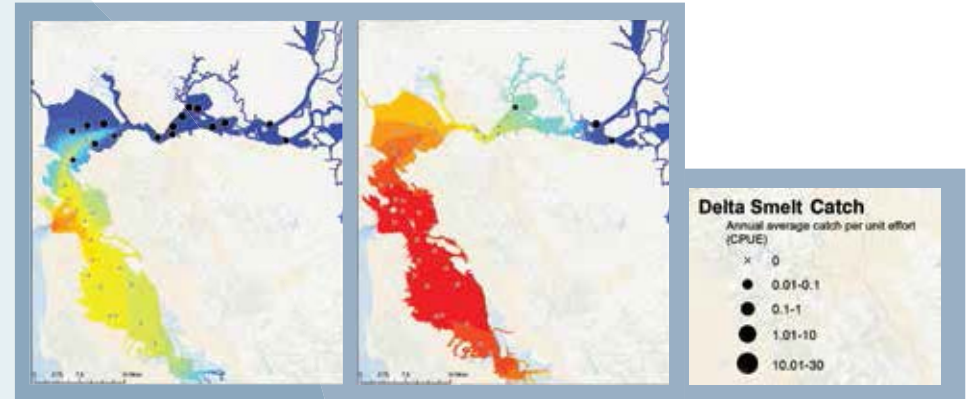 Delta Smelt Catch
Annual average catch per unit effort
(CPUE)
× 0
0.01-0.1
0.1-1
1.01-10
10.01-30